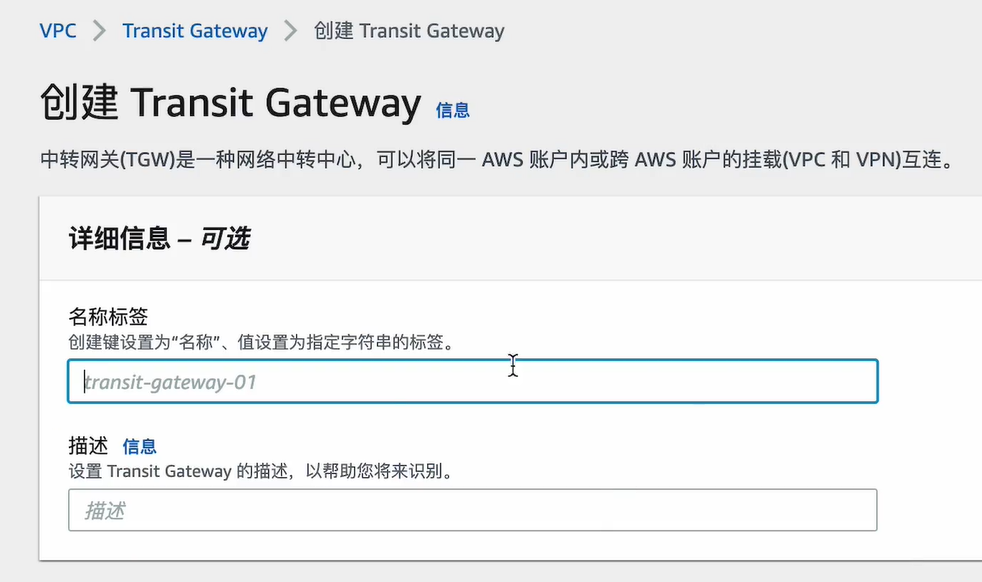 VPC > Transit Gateway > 创建 Transit Gateway
创建 Transit Gateway 信息
中转网关(TGW)是一种网络中转中心，可以将同一 AWS 账户内或跨 AWS 账户的挂载(VPC 和 VPN)互连。
详细信息 – 可选
名称标签
创建键设置为“名称”、值设置为指定字符串的标签。
transit-gateway-01
描述 信息
设置 Transit Gateway 的描述，以帮助您将来识别。
描述